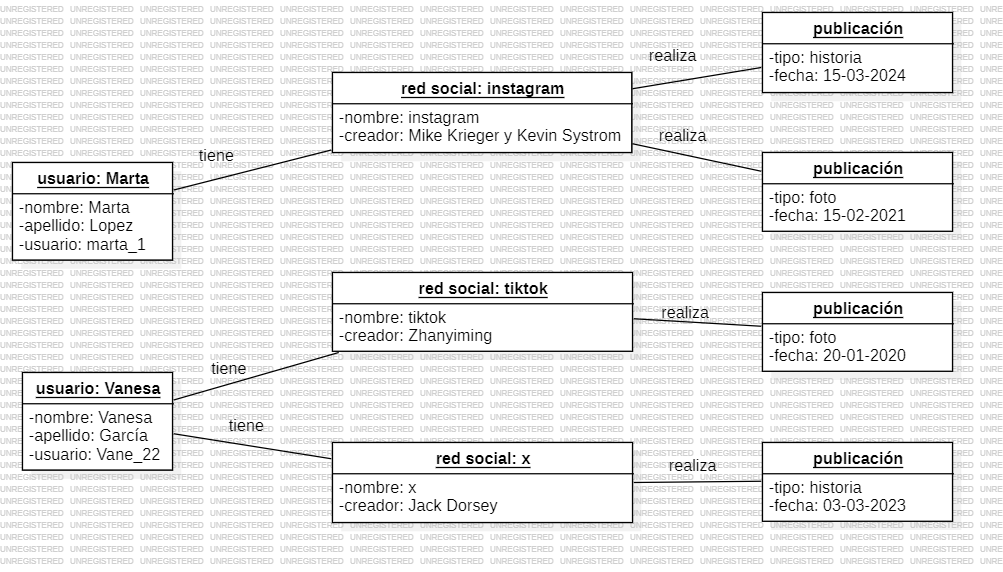 publicación
-tipo: historia
-fecha: 15-03-2024
realiza
red social: instagram
-nombre: instagram
-creador: Mike Krieger y Kevin Systrom
realiza
tiene
publicación
-tipo: foto
-fecha: 15-02-2021
usuario: Marta
-nombre: Marta
-apellido: Lopez
-usuario: marta_1
red social: tiktok
-nombre: tiktok
-creador: Zhanyiming
realiza
publicación
-tipo: foto
-fecha: 20-01-2020
tiene
usuario: Vanesa
-nombre: Vanesa
-apellido: García
-usuario: Vane_22
tiene
red social: x
-nombre: x
-creador: Jack Dorsey
realiza
publicación
-tipo: historia
-fecha: 03-03-2023
UNREGISTERED